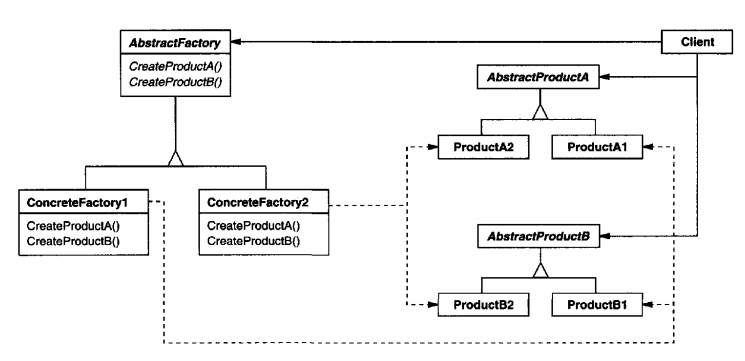 AbstractFactory
CreateProductA()
CreateProductB()
Client
AbstractProductA
ProductA2
ProductA1
ConcreteFactory1
CreateProductA()
CreateProductB()
ConcreteFactory2
CreateProductA()
CreateProductB()
AbstractProductB
ProductB2
ProductB1